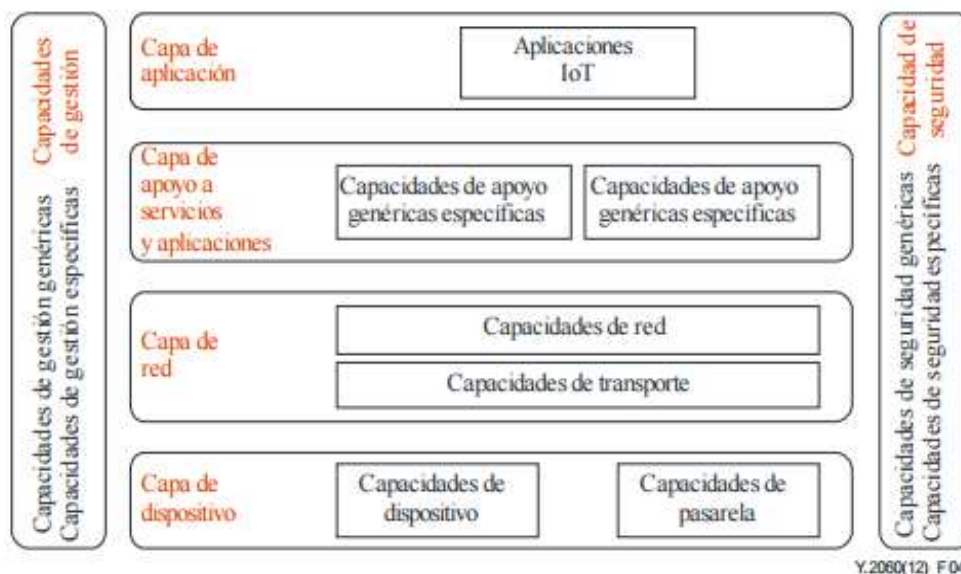 Capacidades
de gestión
Capacidades de gestión genéricas
Capacidades de gestión específicas
Capa de
aplicación
Aplicaciones
IoT
Capa de
apoyo a
servicios
y aplicaciones
Capacidades de apoyo
genéricas específicas
Capacidades de apoyo
genéricas específicas
Capa de
red
Capacidades de red
Capacidades de transporte
Capa de
dispositivo
Capacidades de
dispositivo
Capacidades de
pasarela
Capacidad de
seguridad
Capacidades de seguridad genéricas
Capacidades de seguridad específicas
Y.2060(12)_F04